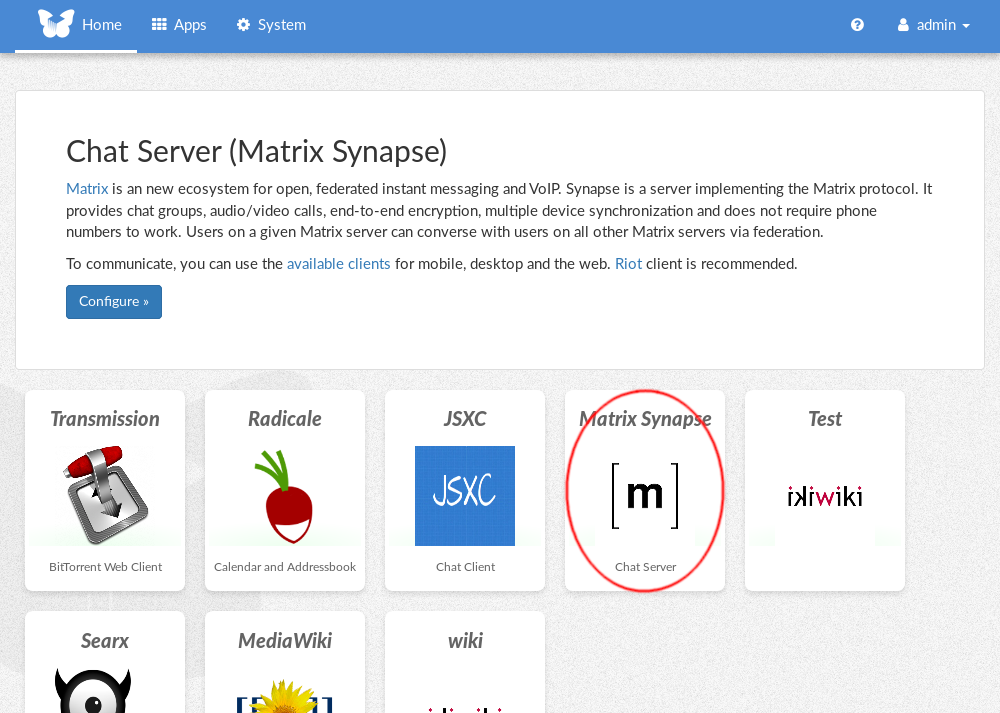 Home Apps System admin
Chat Server (Matrix Synapse)
Matrix is an new ecosystem for open, federated instant messaging and VoIP. Synapse is a server implementing the Matrix protocol. It
provides chat groups, audio/video calls, end-to-end encryption, multiple device synchronization and does not require phone
numbers to work. Users on a given Matrix server can converse with users on all other Matrix servers via federation.
To communicate, you can use the available clients for mobile, desktop and the web. Riot client is recommended.
Configure »
Transmission Radicale JSXC Matrix Synapse Test
JSXC [m] ikiwiki
BitTorrent Web Client Calendar and Addressbook Chat Client Chat Server
Searx MediaWiki wiki